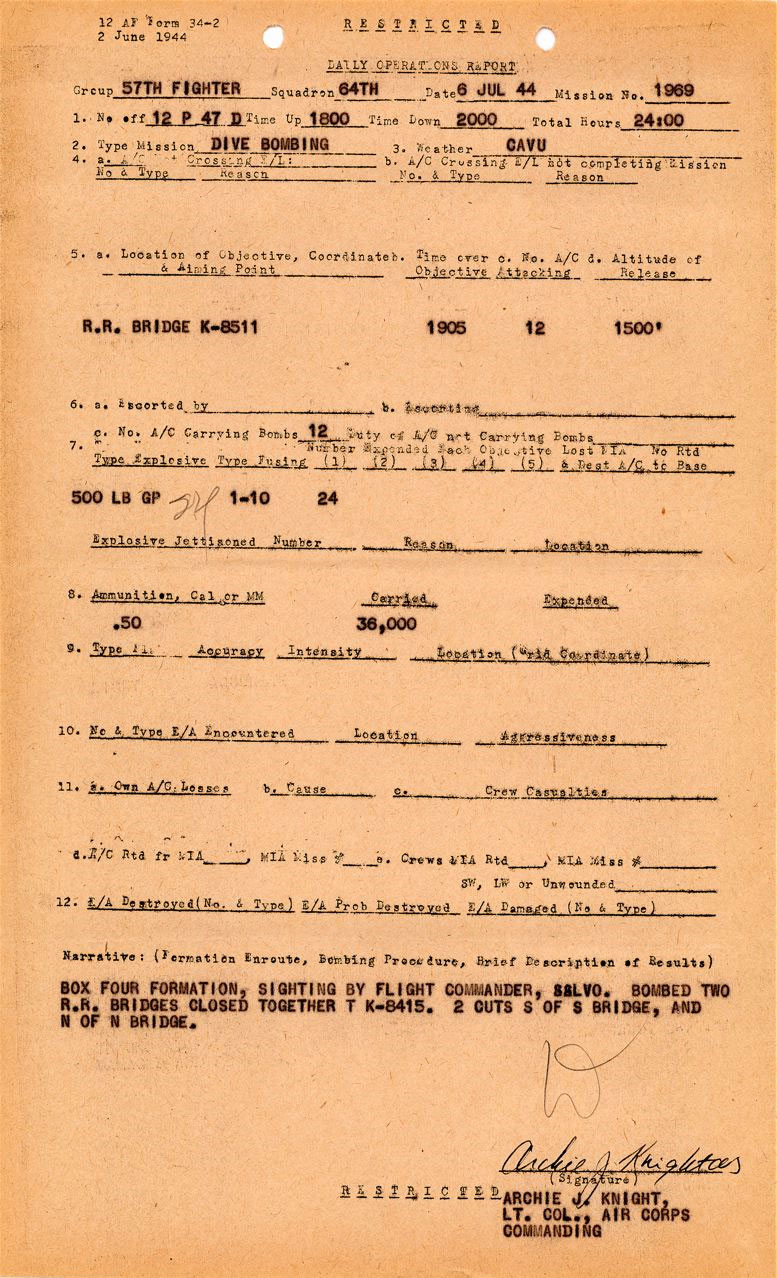 12 AF Form 34-2
2 June 1944
RESTRICTED
DAILY OPERATIONS REPORT
Group 57TH FIGHTER Squadron 64TH Date 6 JUL 44 Mission No. 1969
1. No off 12 P 47 D Time Up 1800 Time Down 2000 Total Hours 24:00
2. Type Mission DIVE BOMBING 3. Weather CAVU
4. a. A/C Crossing E/L: b. A/C Crossing E/L not completing Mission
No & Type Reason No. & Type Reason
5. a. Location of Objective, Coordinate b. Time over c. No. A/C d. Altitude of
& Aiming Point Objective Attacking Release
R.R. BRIDGE K-8511 1905 12 1500'
6. a. Escorted by b. Escorting
c. No. A/C Carrying Bombs 12 Duty of A/C not Carrying Bombs
7. Number Expended Each Objective Lost MIA No Rtd
Type Explosive Type Fusing (1) (2) (3) (4) (5) & Dest A/C to Base
500 LB GP 24 1-10 24
Explosive Jettisoned Number Reason Location
8. Ammunition, Cal or MM Carried Expended
.50 36,000
9. Type Accuracy Intensity Location (Grid Coordinate)
10. No & Type E/A Encountered Location Aggressiveness
11. a. Own A/C Losses b. Cause c. Crew Casualties
d. A/C Rtd fr MIA , MIA Miss # e. Crews MIA Rtd , MIA Miss #
SW, LW or Unwounded
12. E/A Destroyed (No. & Type) E/A Prob Destroyed E/A Damaged (No & Type)
Narrative: (Formation Enroute, Bombing Procedure, Brief Description of Results)
BOX FOUR FORMATION, SIGHTING BY FLIGHT COMMANDER, SSLVO. BOMBED TWO
R.R. BRIDGES CLOSED TOGETHER T K-8415. 2 CUTS S OF S BRIDGE, AND
N OF N BRIDGE.
Archie J. Knight
(Signature)
RESTRICTED
ARCHIE J. KNIGHT,
LT. COL., AIR CORPS
COMMANDING